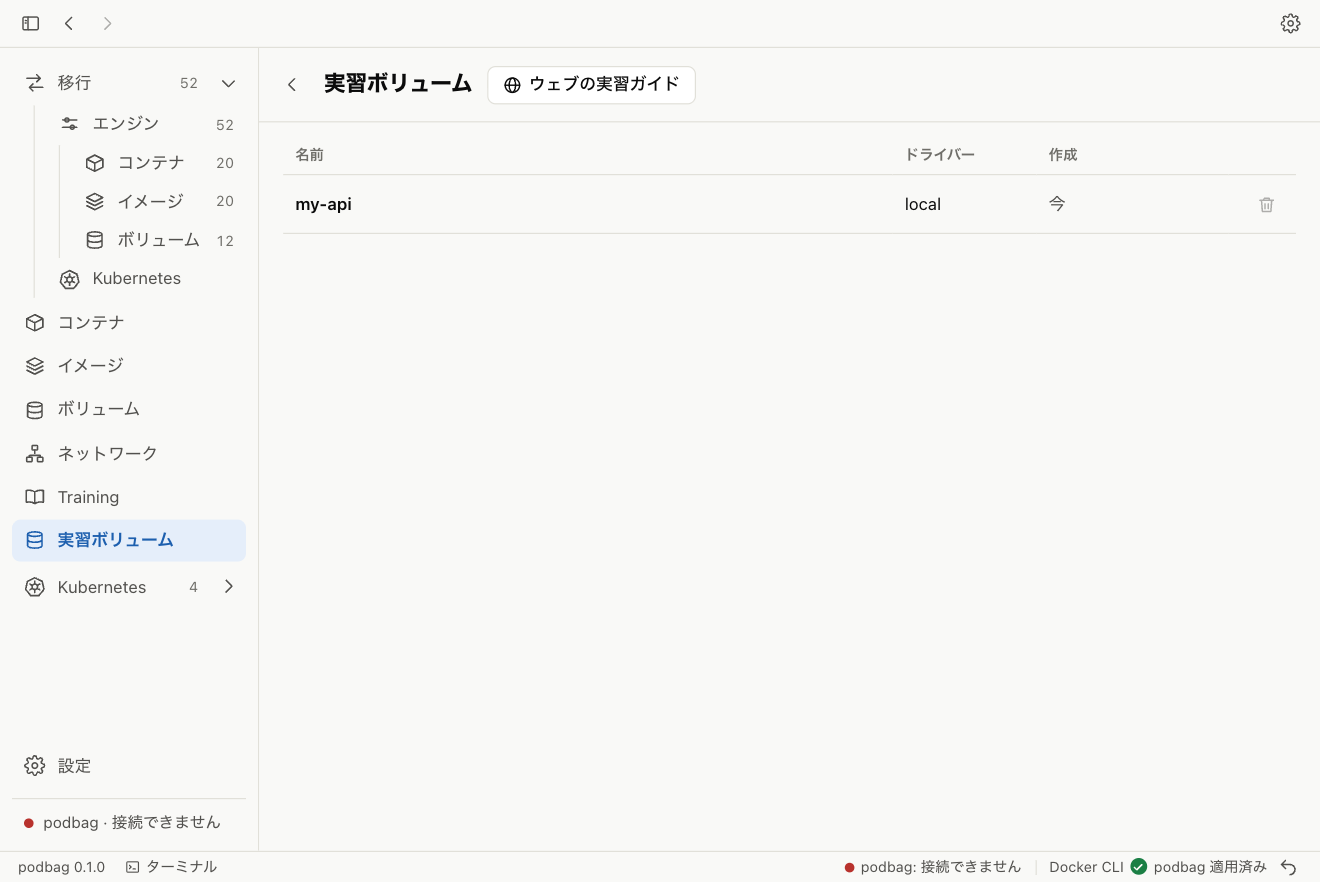 移行 52
エンジン 52
コンテナ 20
イメージ 20
ボリューム 12
Kubernetes
コンテナ
イメージ
ボリューム
ネットワーク
Training
実習ボリューム
Kubernetes 4
設定
podbag · 接続できません
実習ボリューム ウェブの実習ガイド
名前 ドライバー 作成
my-api local 今
podbag 0.1.0 ターミナル podbag: 接続できません Docker CLI podbag 適用済み